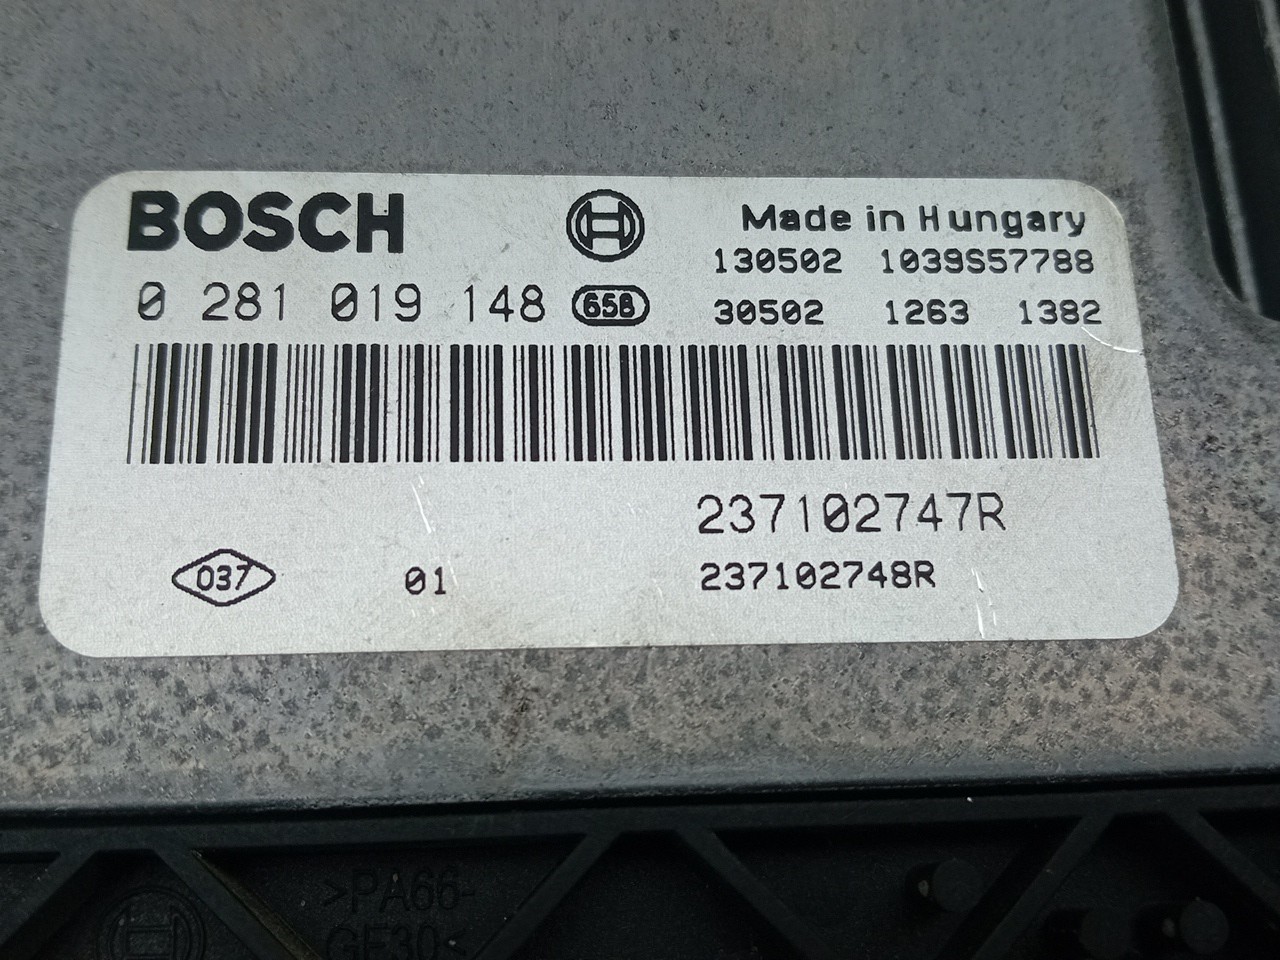 BOSCH
Made in Hungary
130502 1039S57788
0 281 019 148 658 30502 1263 1382
237102747R
037 01 237102748R
>PA66-
GF30<